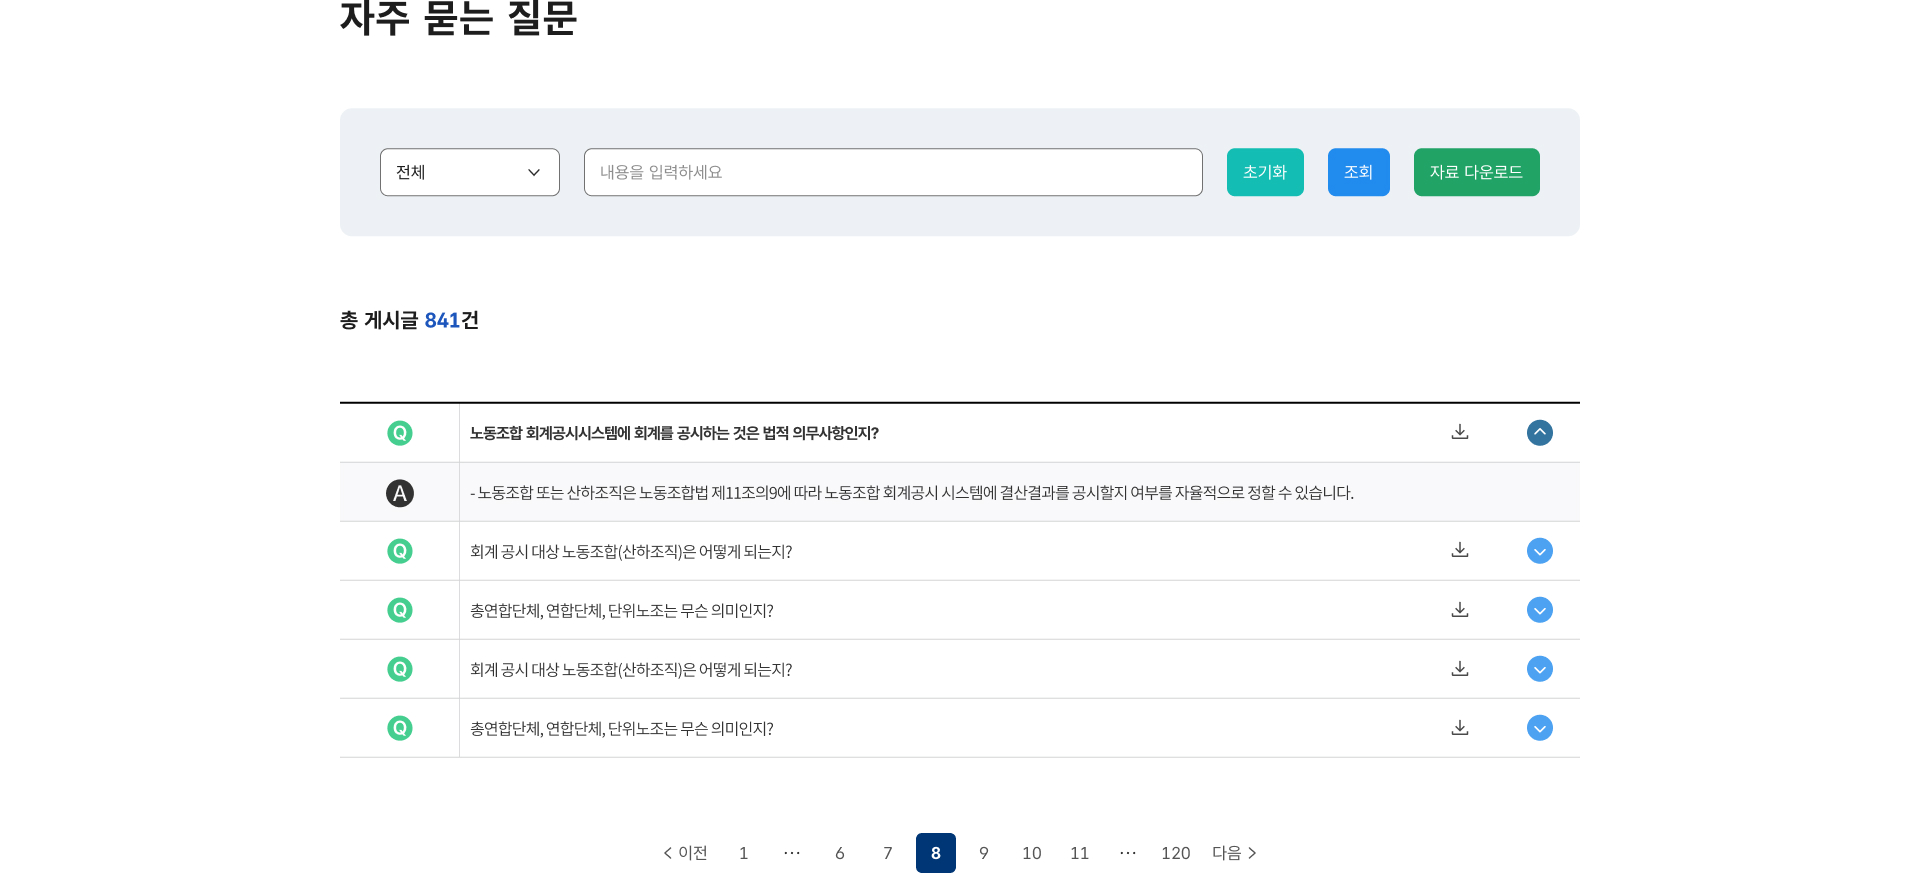 자주 묻는 질문
전체
내용을 입력하세요
초기화
조회
자료 다운로드
총 게시글 841건
Q 노동조합 회계공시시스템에 회계를 공시하는 것은 법적 의무사항인지?
A - 노동조합 또는 산하조직은 노동조합법 제11조의9에 따라 노동조합 회계공시 시스템에 결산결과를 공시할지 여부를 자율적으로 정할 수 있습니다.
Q 회계 공시 대상 노동조합(산하조직)은 어떻게 되는지?
Q 총연합단체, 연합단체, 단위노조는 무슨 의미인지?
Q 회계 공시 대상 노동조합(산하조직)은 어떻게 되는지?
Q 총연합단체, 연합단체, 단위노조는 무슨 의미인지?
< 이전 1 ··· 6 7 8 9 10 11 ··· 120 다음 >